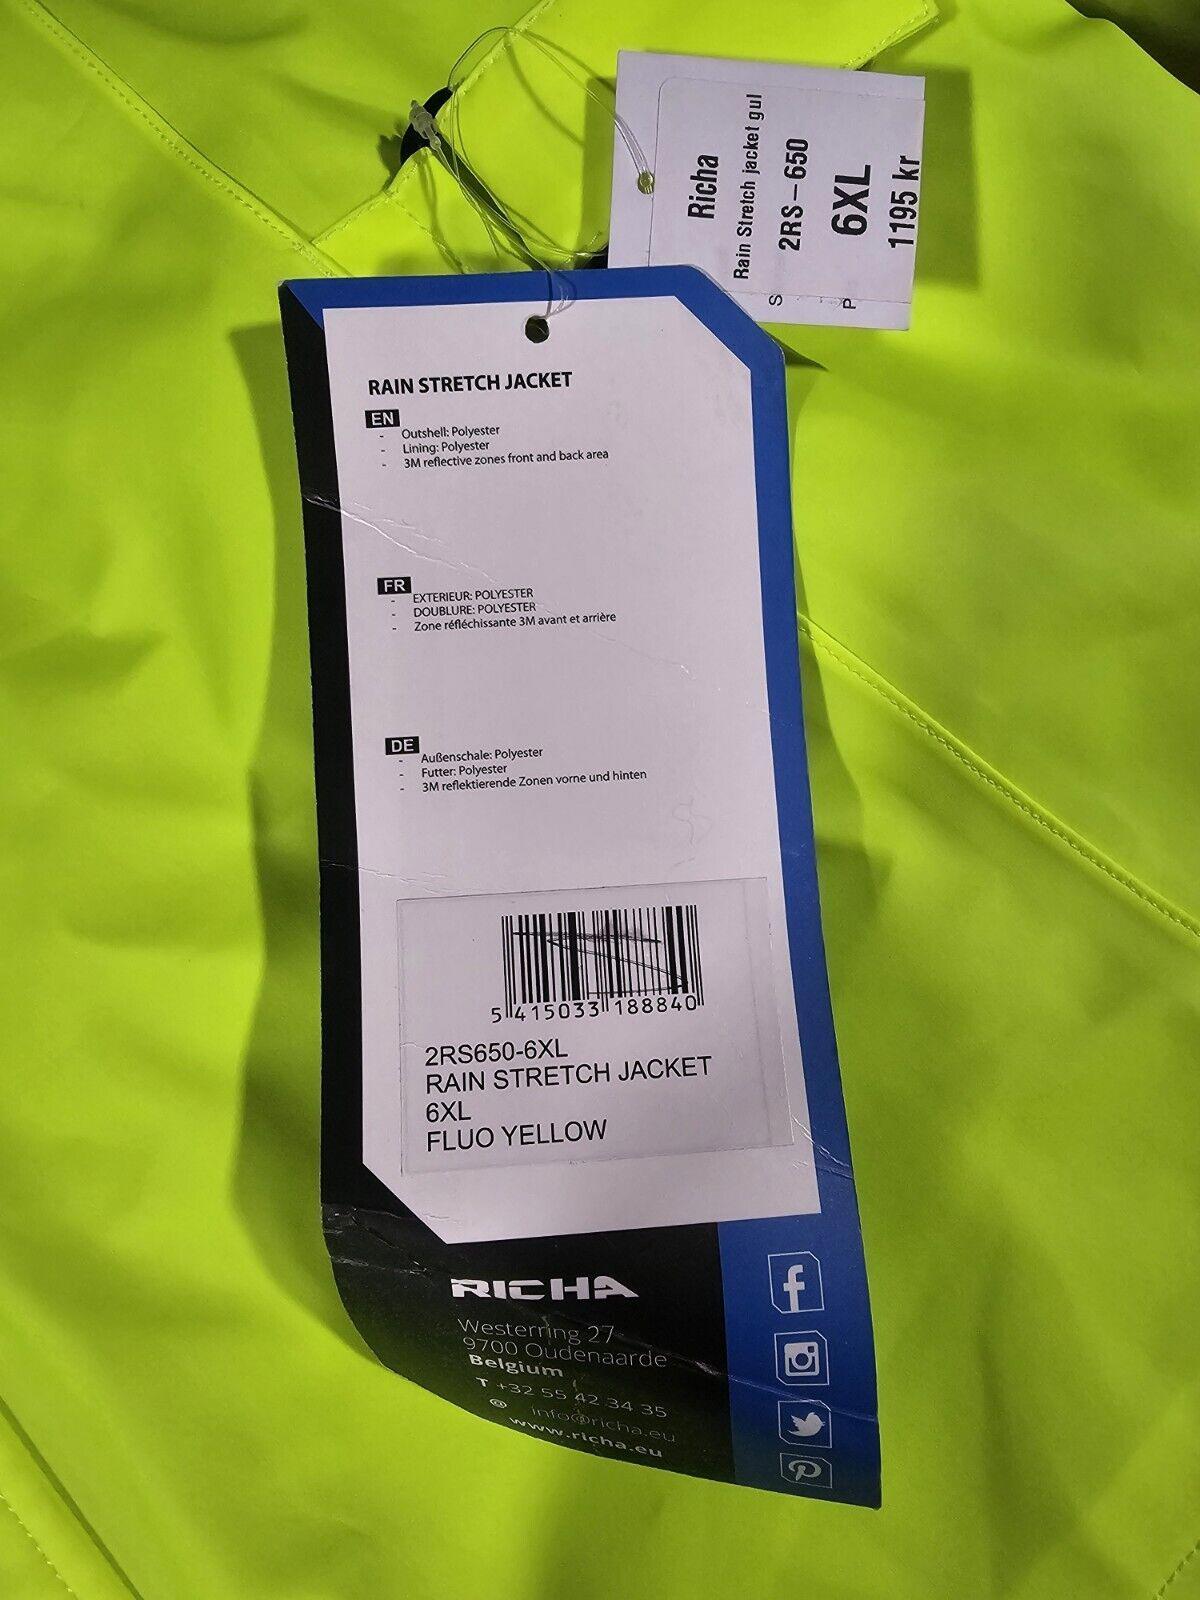 Richa
Rain Stretch jacket gul
2RS-650
6XL
1195 kr
S
P
RAIN STRETCH JACKET
EN
- Outshell: Polyester
- Lining: Polyester
- 3M reflective zones front and back area
FR
- EXTERIEUR: POLYESTER
- DOUBLURE: POLYESTER
- Zone réfléchissante 3M avant et arrière
DE
- Außenschale: Polyester
- Futter: Polyester
- 3M reflektierende Zonen vorne und hinten
5 415033 188840
2RS650-6XL
RAIN STRETCH JACKET
6XL
FLUO YELLOW
RICHA
Westerring 27
9700 Oudenaarde
Belgium
T +32 55 42 34 35
@ info@richa.eu
www.richa.eu